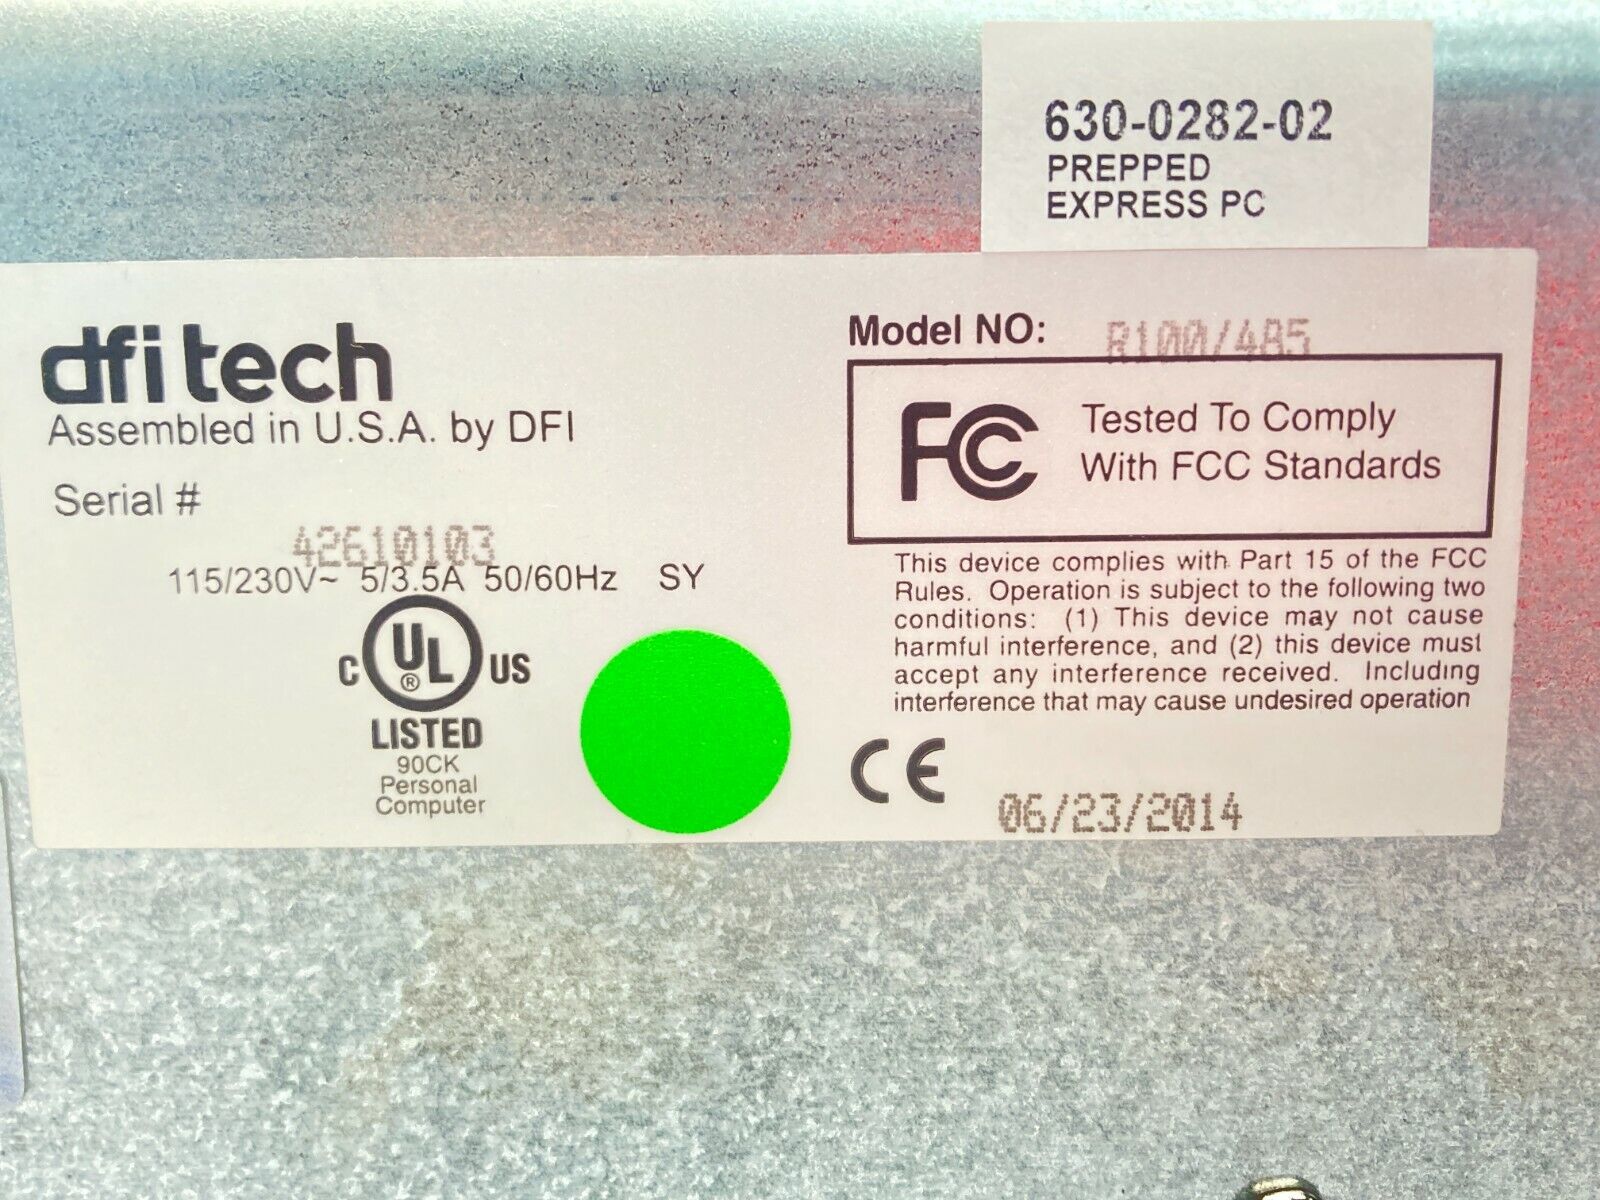 630-0282-02
PREPPED
EXPRESS PC
dfi tech
Assembled in U.S.A. by DFI
Serial #
42610103
115/230V~ 5/3.5A 50/60Hz SY
C UL ® US
LISTED
90CK
Personal
Computer
Model NO: R100/485
FC Tested To Comply
With FCC Standards
This device complies with Part 15 of the FCC
Rules. Operation is subject to the following two
conditions: (1) This device may not cause
harmful interference, and (2) this device must
accept any interference received. Including
interference that may cause undesired operation
CE
06/23/2014